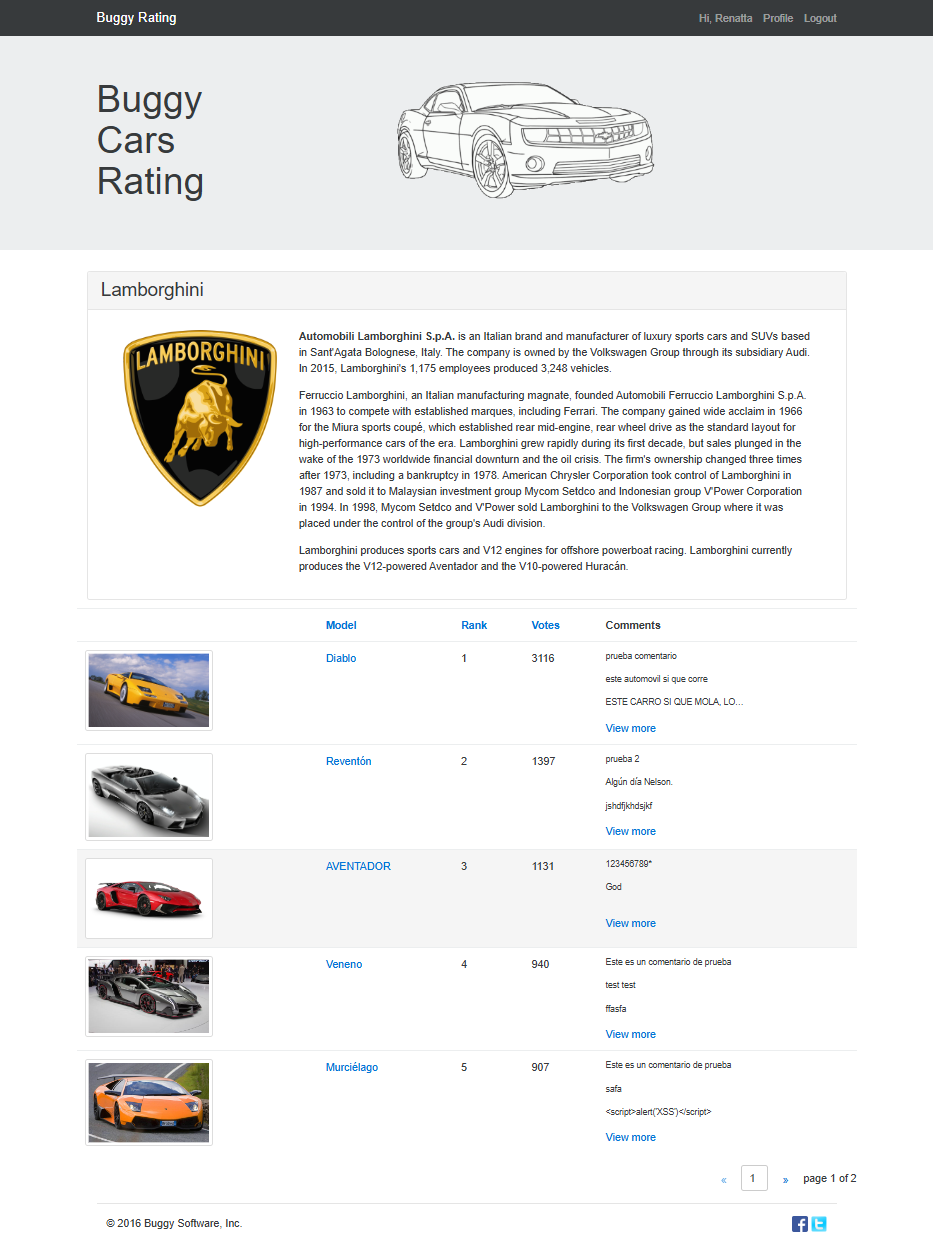 Buggy Rating
Hi, Renatta Profile Logout
Buggy
Cars
Rating
Lamborghini
LAMBORGHINI
Automobili Lamborghini S.p.A. is an Italian brand and manufacturer of luxury sports cars and SUVs based
in Sant'Agata Bolognese, Italy. The company is owned by the Volkswagen Group through its subsidiary Audi.
In 2015, Lamborghini's 1,175 employees produced 3,248 vehicles.
Ferruccio Lamborghini, an Italian manufacturing magnate, founded Automobili Ferruccio Lamborghini S.p.A.
in 1963 to compete with established marques, including Ferrari. The company gained wide acclaim in 1966
for the Miura sports coupé, which established rear mid-engine, rear wheel drive as the standard layout for
high-performance cars of the era. Lamborghini grew rapidly during its first decade, but sales plunged in the
wake of the 1973 worldwide financial downturn and the oil crisis. The firm's ownership changed three times
after 1973, including a bankruptcy in 1978. American Chrysler Corporation took control of Lamborghini in
1987 and sold it to Malaysian investment group Mycom Setdco and Indonesian group V'Power Corporation
in 1994. In 1998, Mycom Setdco and V'Power sold Lamborghini to the Volkswagen Group where it was
placed under the control of the group's Audi division.
Lamborghini produces sports cars and V12 engines for offshore powerboat racing. Lamborghini currently
produces the V12-powered Aventador and the V10-powered Huracán.
Model Rank Votes Comments
Diablo 1 3116 prueba comentario
este automovil si que corre
ESTE CARRO SI QUE MOLA, LO...
View more
Reventón 2 1397 prueba 2
Algún día Nelson.
jshdfjkhdsjkf
View more
AVENTADOR 3 1131 123456789*
God
View more
Veneno 4 940 Este es un comentario de prueba
test test
ffasfa
View more
Murciélago 5 907 Este es un comentario de prueba
safa
<script>alert('XSS')</script>
View more
« 1 » page 1 of 2
© 2016 Buggy Software, Inc.